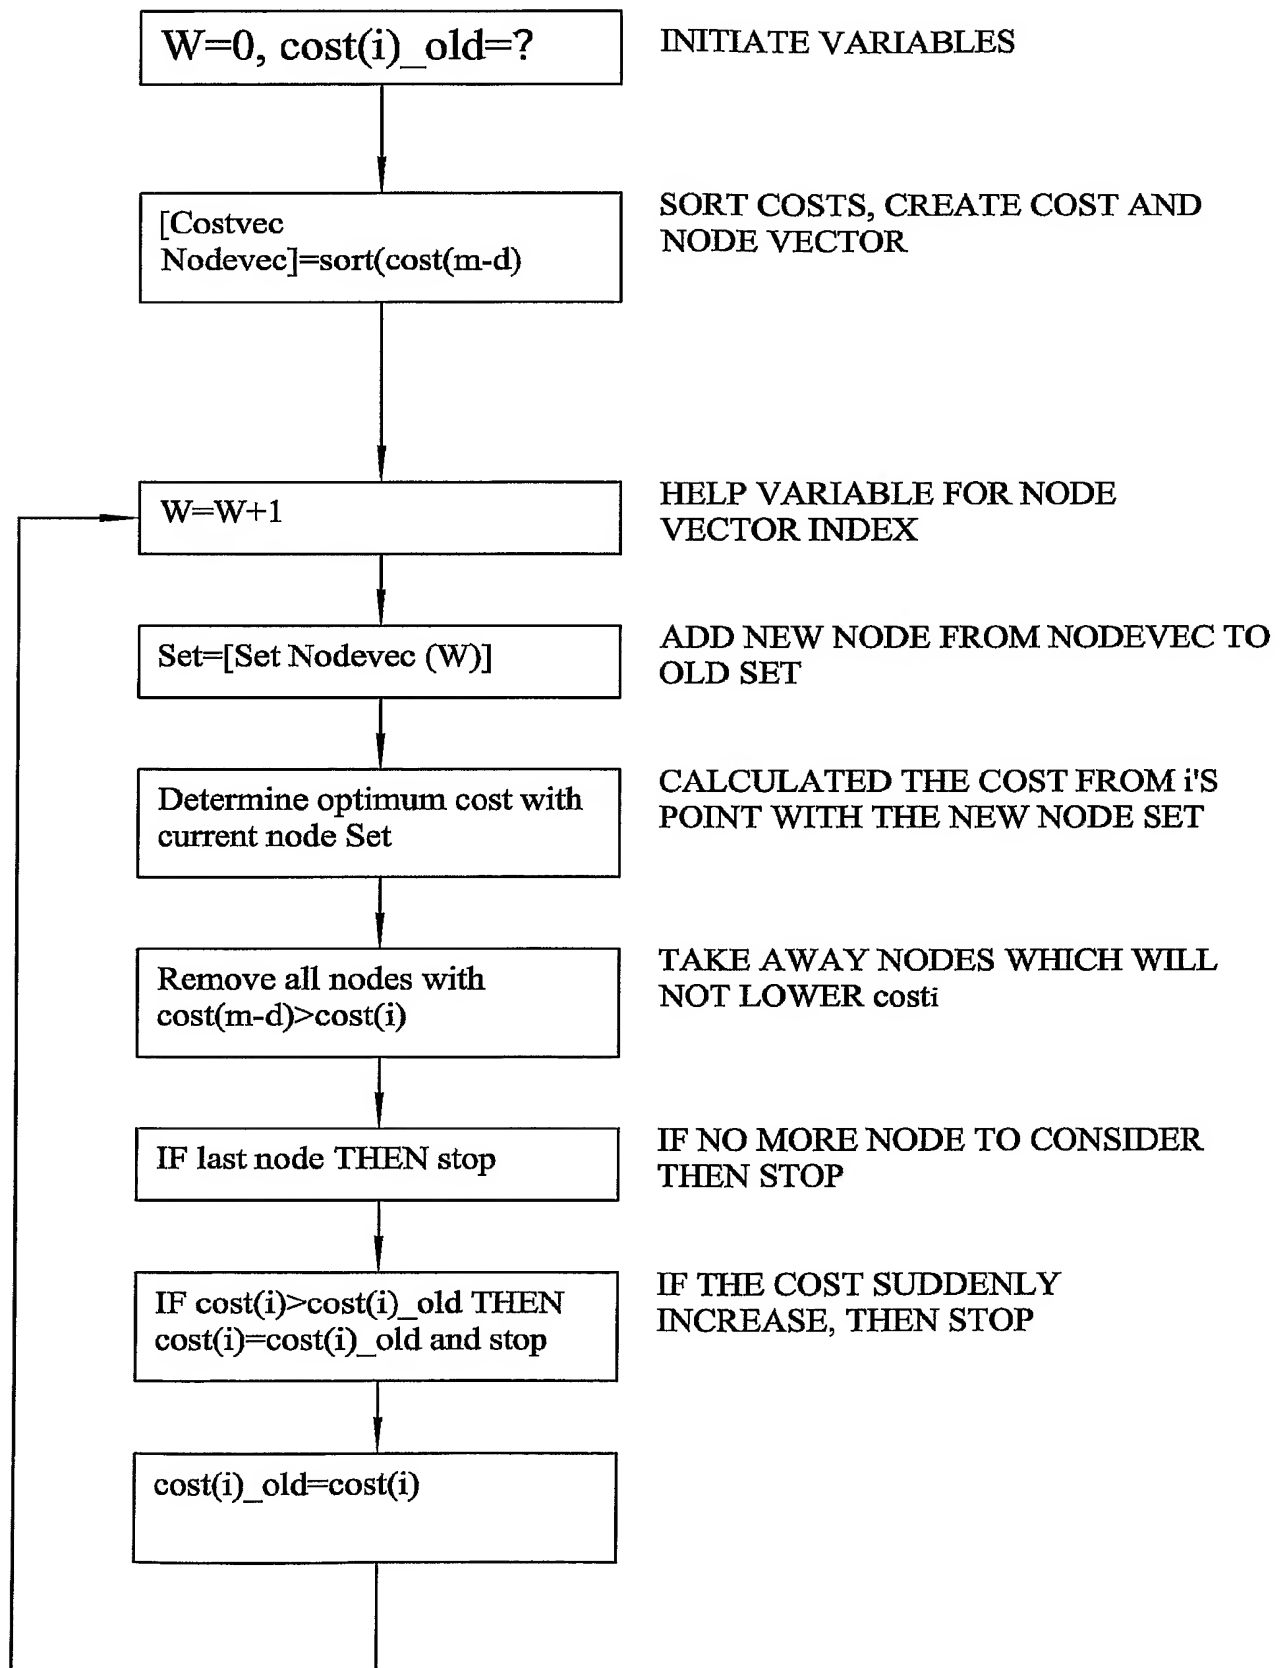 W=0, cost(i)_old=?
INITIATE VARIABLES
[Costvec
Nodevec]=sort(cost(m-d)
SORT COSTS, CREATE COST AND
NODE VECTOR
W=W+1
HELP VARIABLE FOR NODE
VECTOR INDEX
Set=[Set Nodevec (W)]
ADD NEW NODE FROM NODEVEC TO
OLD SET
Determine optimum cost with
current node Set
CALCULATED THE COST FROM i'S
POINT WITH THE NEW NODE SET
Remove all nodes with
cost(m-d)>cost(i)
TAKE AWAY NODES WHICH WILL
NOT LOWER costi
IF last node THEN stop
IF NO MORE NODE TO CONSIDER
THEN STOP
IF cost(i)>cost(i)_old THEN
cost(i)=cost(i)_old and stop
IF THE COST SUDDENLY
INCREASE, THEN STOP
cost(i)_old=cost(i)